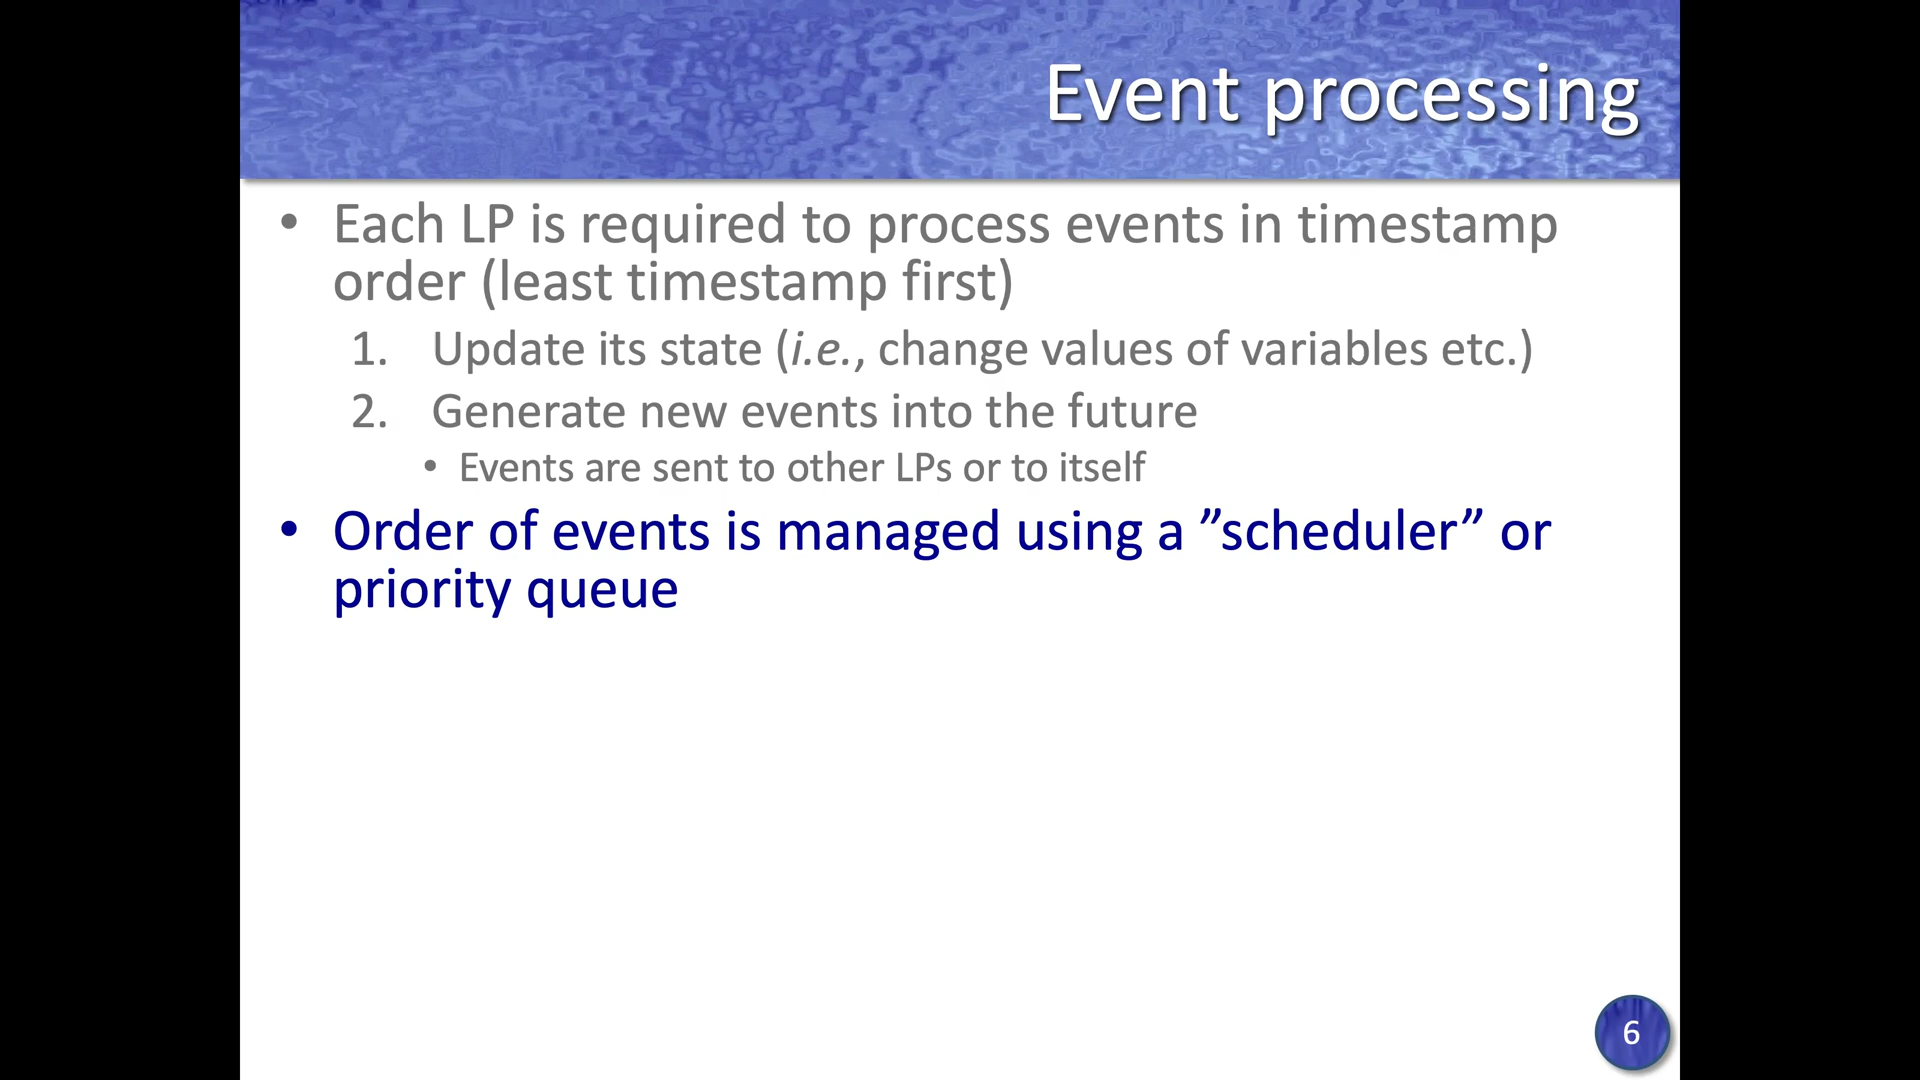 Event processing
• Each LP is required to process events in timestamp
order (least timestamp first)
1. Update its state (i.e., change values of variables etc.)
2. Generate new events into the future
• Events are sent to other LPs or to itself
• Order of events is managed using a ”scheduler” or
priority queue
6